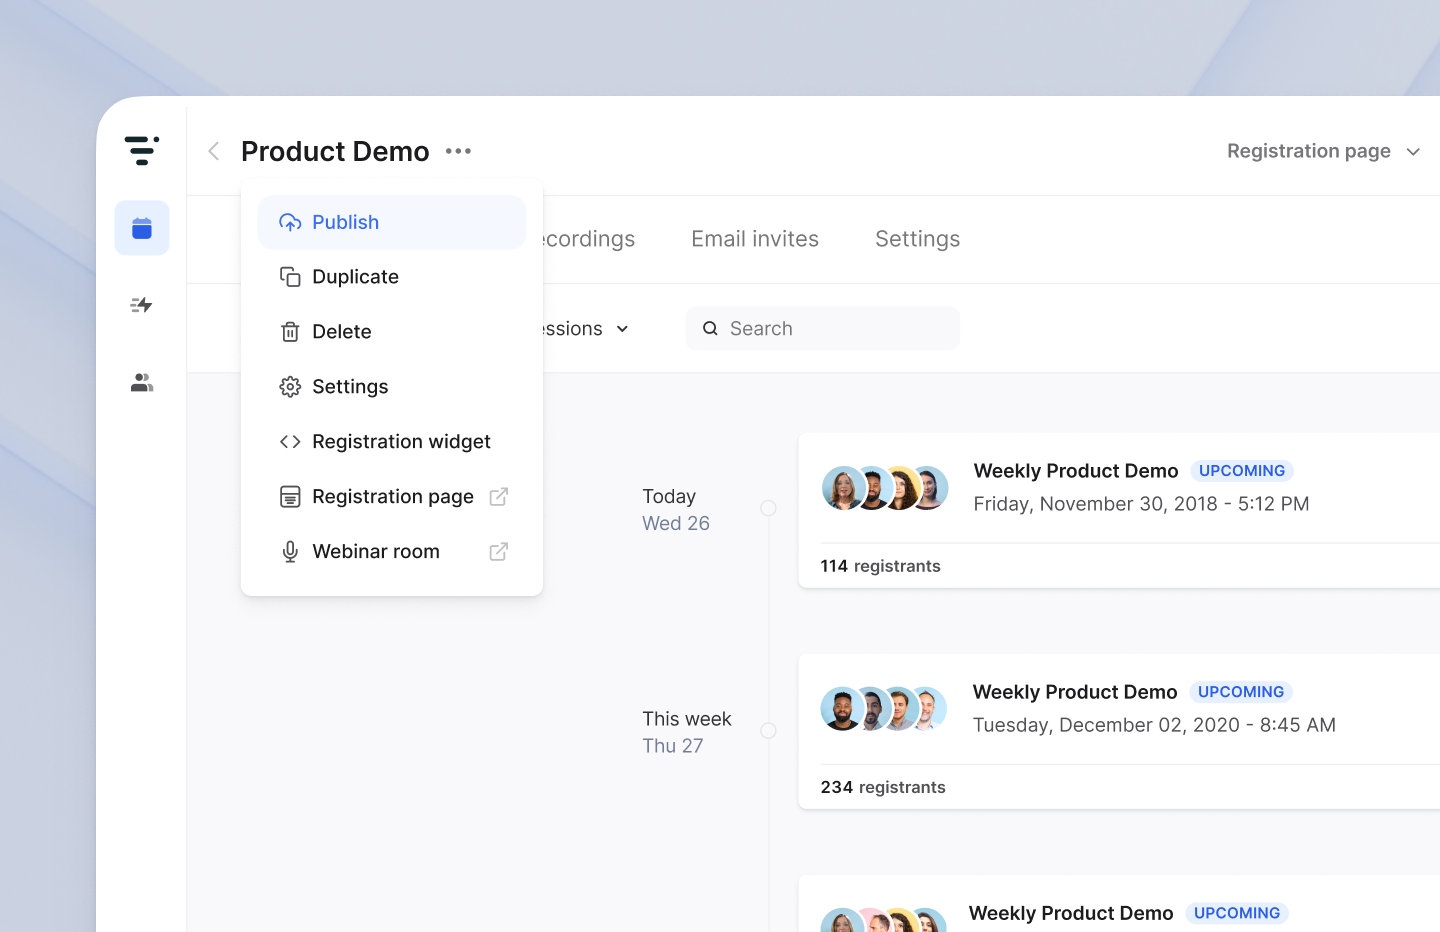 Product Demo
Registration page
Publish
Duplicate
Delete
Settings
Registration widget
Registration page
Webinar room
Email invites
Settings
Search
Today
Wed 26
Weekly Product Demo UPCOMING
Friday, November 30, 2018 - 5:12 PM
114 registrants
This week
Thu 27
Weekly Product Demo UPCOMING
Tuesday, December 02, 2020 - 8:45 AM
234 registrants
Weekly Product Demo UPCOMING